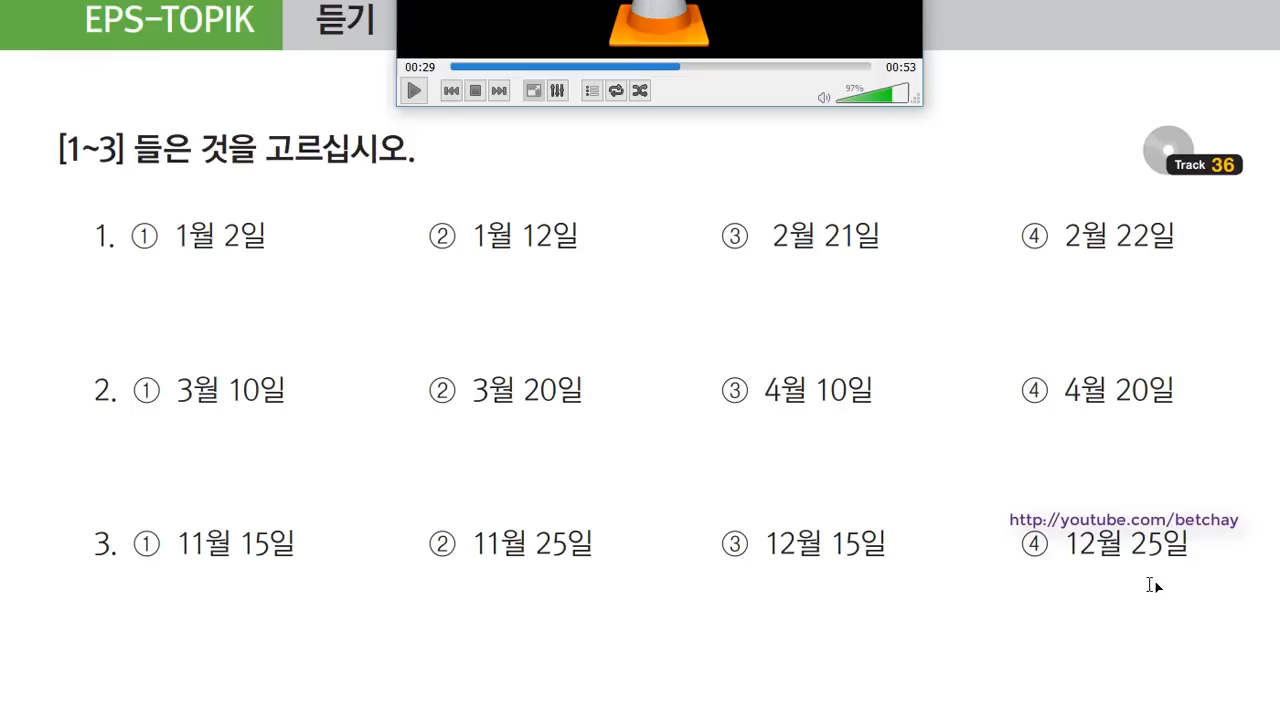 EPS-TOPIK 듣기
00:29 00:53
97%
[1~3] 들은 것을 고르십시오.
Track 36
1. ① 1월 2일 ② 1월 12일 ③ 2월 21일 ④ 2월 22일
2. ① 3월 10일 ② 3월 20일 ③ 4월 10일 ④ 4월 20일
http://youtube.com/betchay
3. ① 11월 15일 ② 11월 25일 ③ 12월 15일 ④ 12월 25일